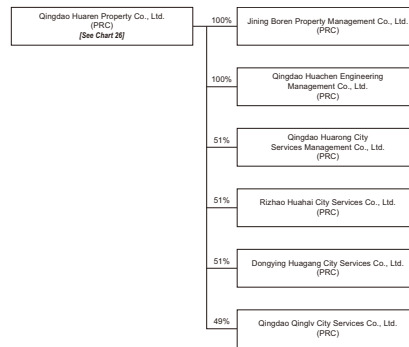 Qingdao Huaren Property Co., Ltd.
(PRC)
[See Chart 26]
100%
Jining Boren Property Management Co., Ltd.
(PRC)
100%
Qingdao Huachen Engineering
Management Co., Ltd.
(PRC)
51%
Qingdao Huarong City
Services Management Co., Ltd.
(PRC)
51%
Rizhao Huahai City Services Co., Ltd.
(PRC)
51%
Dongying Huagang City Services Co., Ltd.
(PRC)
49%
Qingdao Qinglv City Services Co., Ltd.
(PRC)